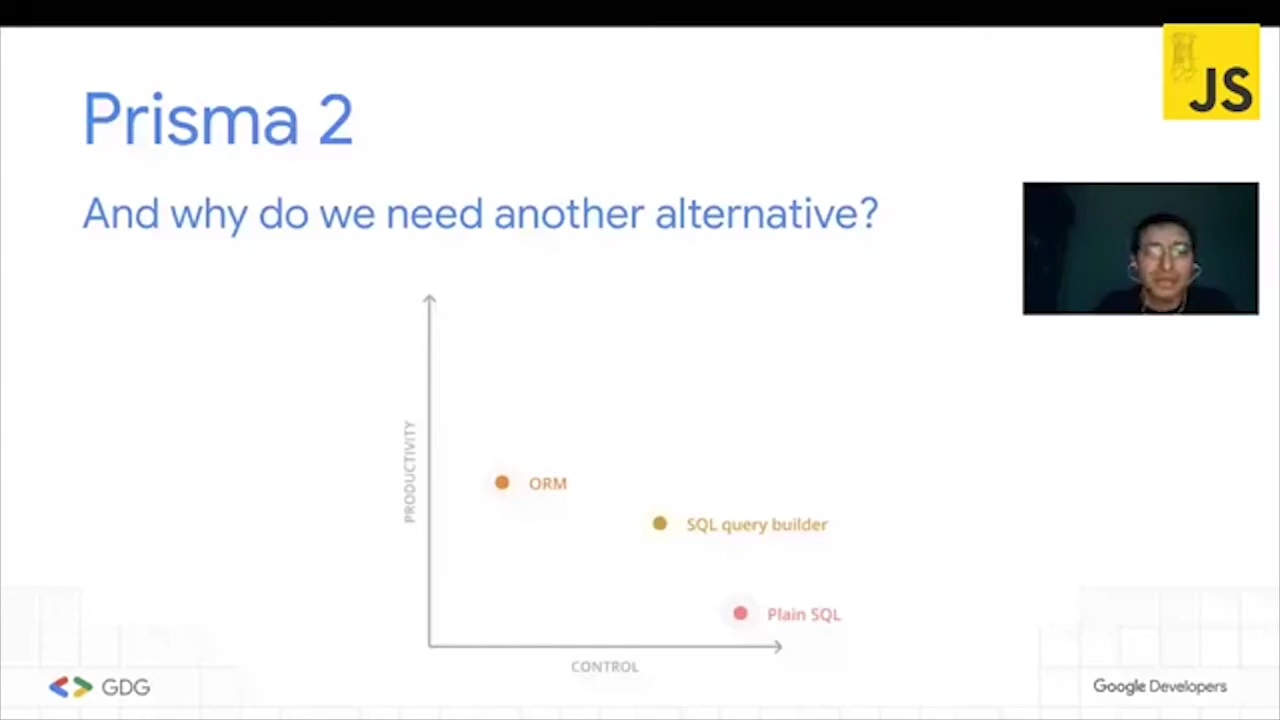 JS
Prisma 2
And why do we need another alternative?
PRODUCTIVITY
ORM
SQL query builder
Plain SQL
CONTROL
GDG
Google Developers